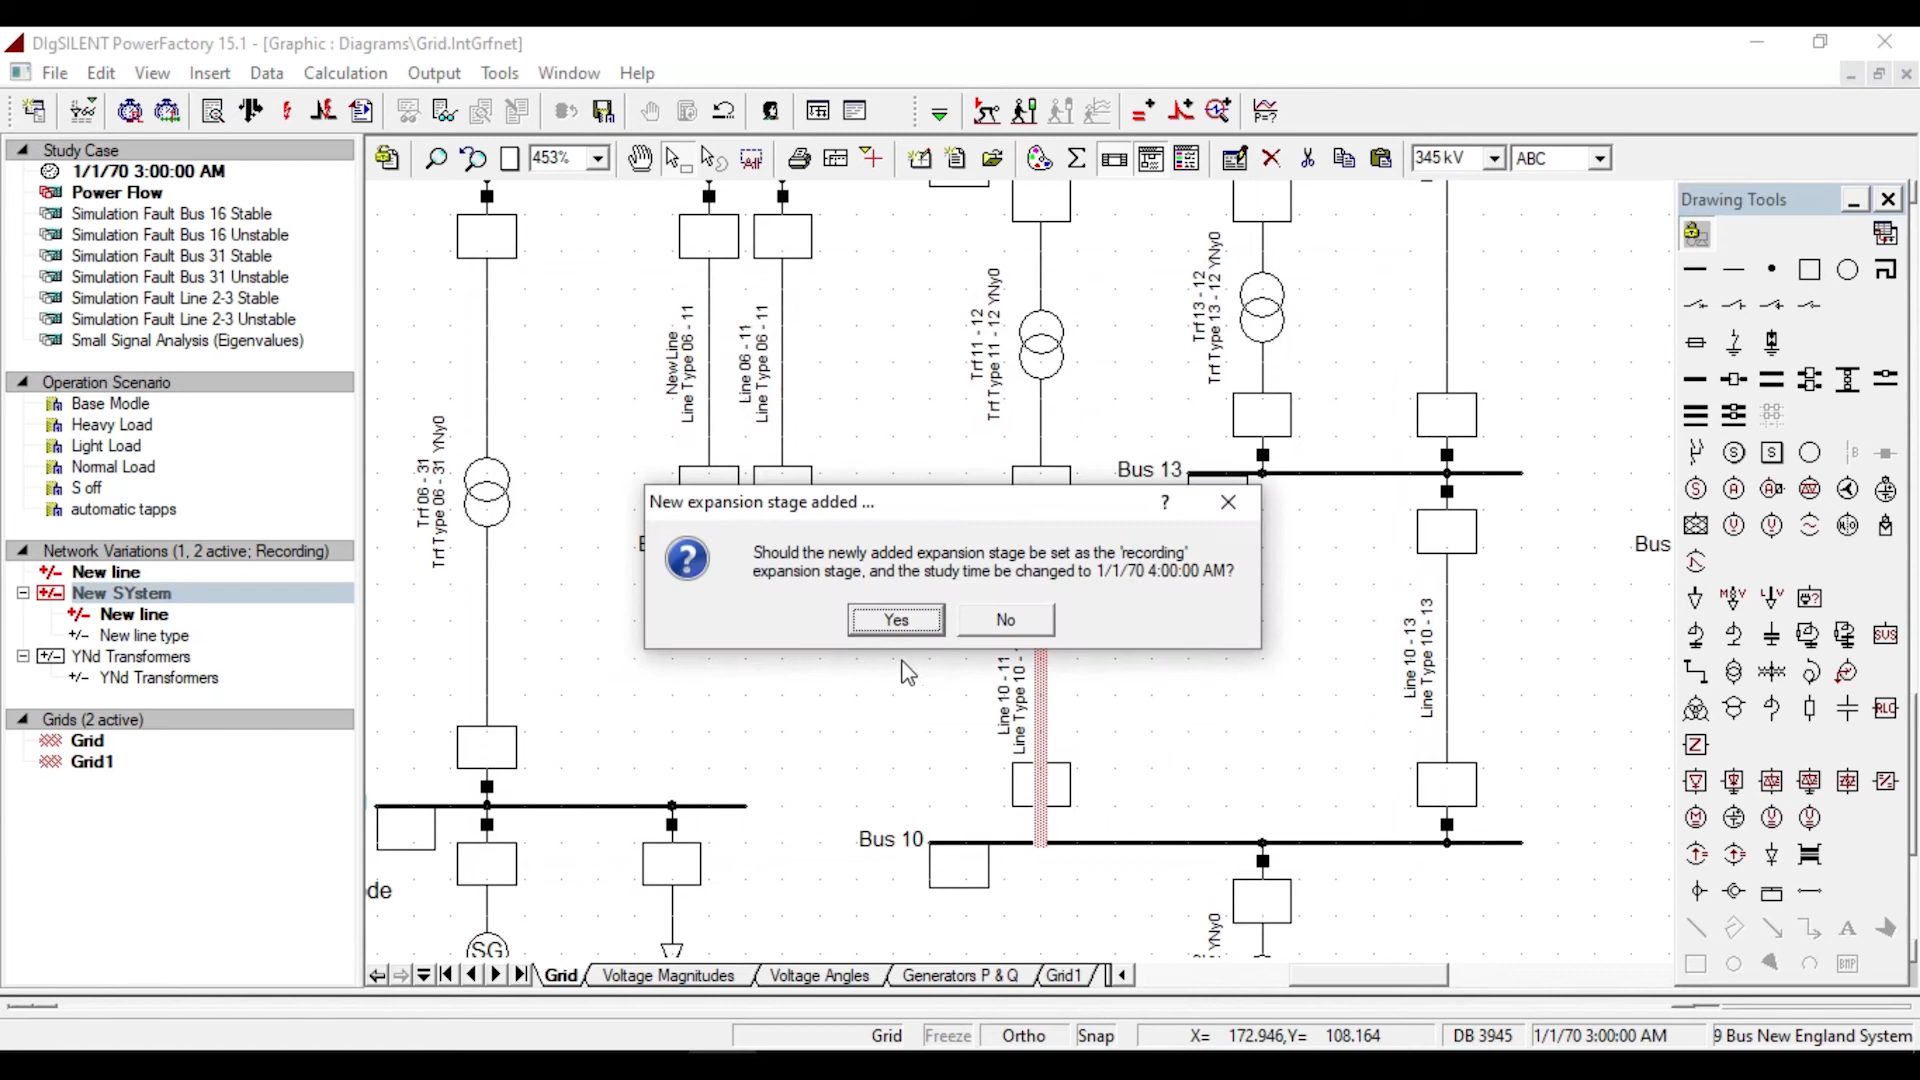 DIgSILENT PowerFactory 15.1 - [Graphic : Diagrams\Grid.IntGrfnet]
File Edit View Insert Data Calculation Output Tools Window Help
453%
345 kV
ABC
Study Case
1/1/70 3:00:00 AM
Power Flow
Simulation Fault Bus 16 Stable
Simulation Fault Bus 16 Unstable
Simulation Fault Bus 31 Stable
Simulation Fault Bus 31 Unstable
Simulation Fault Line 2-3 Stable
Simulation Fault Line 2-3 Unstable
Small Signal Analysis (Eigenvalues)
Operation Scenario
Base Modle
Heavy Load
Light Load
Normal Load
S off
automatic tapps
Network Variations (1, 2 active; Recording)
New line
New SYstem
New line
New line type
YNd Transformers
YNd Transformers
Grids (2 active)
Grid
Grid1
Trf 06 - 31
Trf Type 06 - 31 YNy0
NewLine
Line Type 06 - 11
Line 06 - 11
Line Type 06 - 11
Trf 11 - 12
Trf Type 11 - 12 YNy0
Trf 13 - 12
Trf Type 13 - 12 YNy0
Bus 13
Bus
New expansion stage added ...
Should the newly added expansion stage be set as the 'recording'
expansion stage, and the study time be changed to 1/1/70 4:00:00 AM?
Yes
No
Line 10 - 11
Line Type 10 -
Line 10 - 13
Line Type 10 - 13
Bus 10
de
SG
YNy0
Drawing Tools
Grid
Voltage Magnitudes
Voltage Angles
Generators P & Q
Grid1
Grid
Freeze
Ortho
Snap
X= 172.946,Y= 108.164
DB 3945
1/1/70 3:00:00 AM
9 Bus New England System